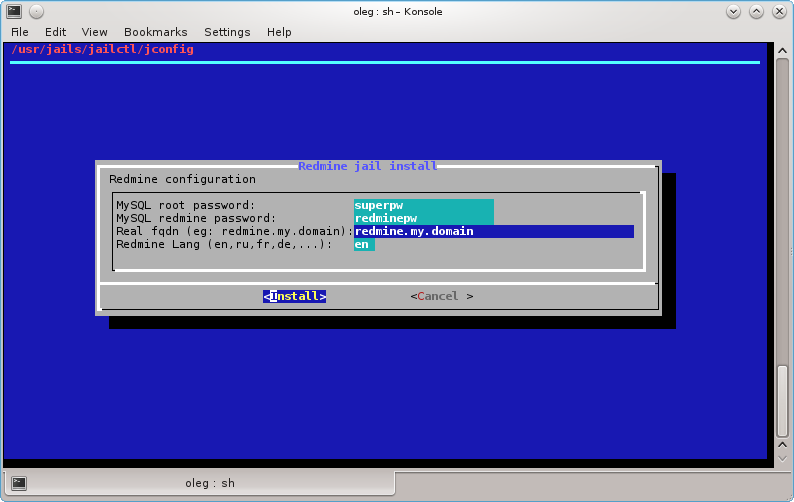 oleg : sh – Konsole
File Edit View Bookmarks Settings Help
/usr/jails/jailctl/jconfig
Redmine jail install
Redmine configuration
MySQL root password: superpw
MySQL redmine password: redminepw
Real fqdn (eg: redmine.my.domain): redmine.my.domain
Redmine Lang (en,ru,fr,de,...): en
<Install> <Cancel >
oleg : sh